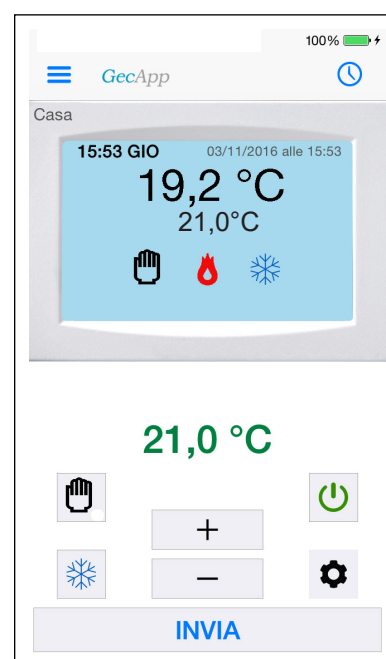 100%
GecApp
Casa
15:53 GIO 03/11/2016 alle 15:53
19,2 °C
21,0°C
21,0 °C
+
–
INVIA